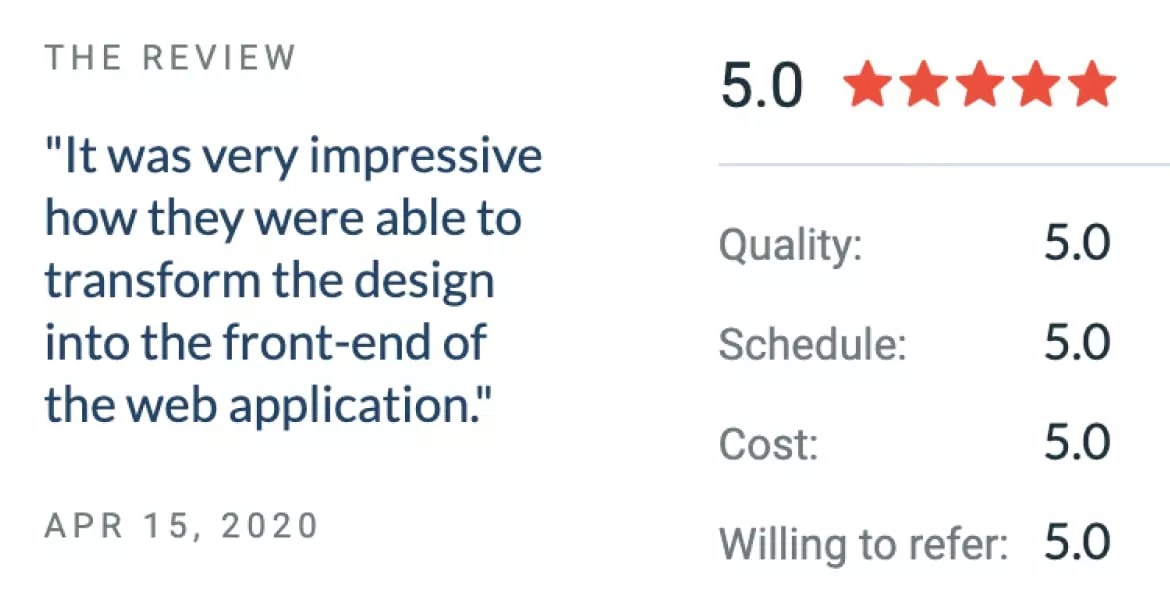 THE REVIEW
"It was very impressive
how they were able to
transform the design
into the front-end of
the web application."
APR 15, 2020
5.0
Quality: 5.0
Schedule: 5.0
Cost: 5.0
Willing to refer: 5.0